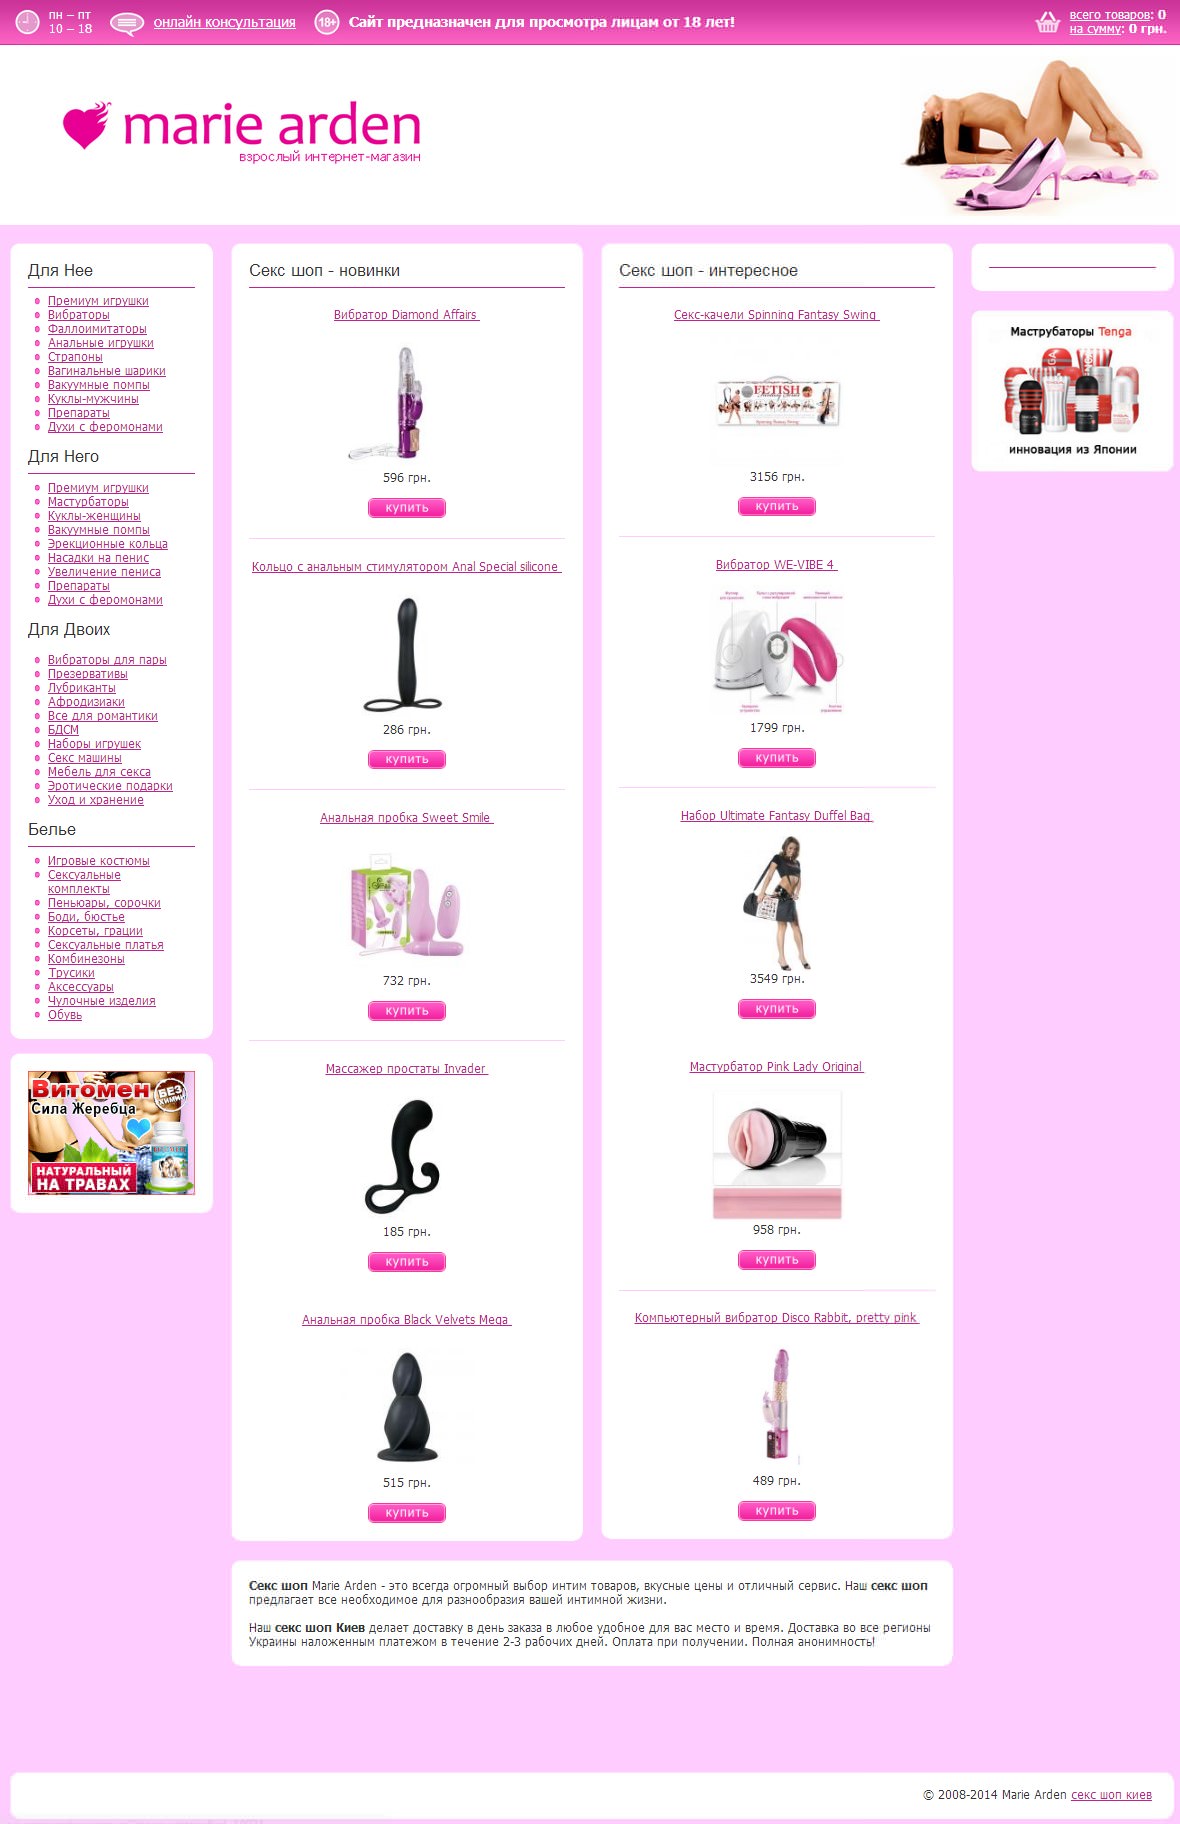 пн – пт
10 – 18
онлайн консультация
18+
Сайт предназначен для просмотра лицам от 18 лет!
всего товаров: 0
на сумму: 0 грн.
marie arden
взрослый интернет-магазин
Для Нее
Премиум игрушки
Вибраторы
Фаллоимитаторы
Анальные игрушки
Страпоны
Вагинальные шарики
Вакуумные помпы
Куклы-мужчины
Препараты
Духи с феромонами
Для Него
Премиум игрушки
Мастурбаторы
Куклы-женщины
Вакуумные помпы
Эрекционные кольца
Насадки на пенис
Увеличение пениса
Препараты
Духи с феромонами
Для Двоих
Вибраторы для пары
Презервативы
Лубриканты
Афродизиаки
Все для романтики
БДСМ
Наборы игрушек
Секс машины
Мебель для секса
Эротические подарки
Уход и хранение
Белье
Игровые костюмы
Сексуальные
комплекты
Пеньюары, сорочки
Боди, бюстье
Корсеты, грации
Сексуальные платья
Комбинезоны
Трусики
Аксессуары
Чулочные изделия
Обувь
Витомен
Сила Жеребца
БЕЗ
ХИМИИ
НАТУРАЛЬНЫЙ
НА ТРАВАХ
Секс шоп - новинки
Вибратор Diamond Affairs
596 грн.
купить
Кольцо с анальным стимулятором Anal Special silicone
286 грн.
купить
Анальная пробка Sweet Smile
732 грн.
купить
Массажер простаты Invader
185 грн.
купить
Анальная пробка Black Velvets Mega
515 грн.
купить
Секс шоп - интересное
Секс-качели Spinning Fantasy Swing
FETISH
3156 грн.
купить
Вибратор WE-VIBE 4
1799 грн.
купить
Набор Ultimate Fantasy Duffel Bag
3549 грн.
купить
Мастурбатор Pink Lady Original
958 грн.
купить
Компьютерный вибратор Disco Rabbit, pretty pink
489 грн.
купить
Маструбаторы Tenga
инновация из Японии
Секс шоп Marie Arden - это всегда огромный выбор интим товаров, вкусные цены и отличный сервис. Наш секс шоп
предлагает все необходимое для разнообразия вашей интимной жизни.
Наш секс шоп Киев делает доставку в день заказа в любое удобное для вас место и время. Доставка во все регионы
Украины наложенным платежом в течение 2-3 рабочих дней. Оплата при получении. Полная анонимность!
© 2008-2014 Marie Arden секс шоп киев